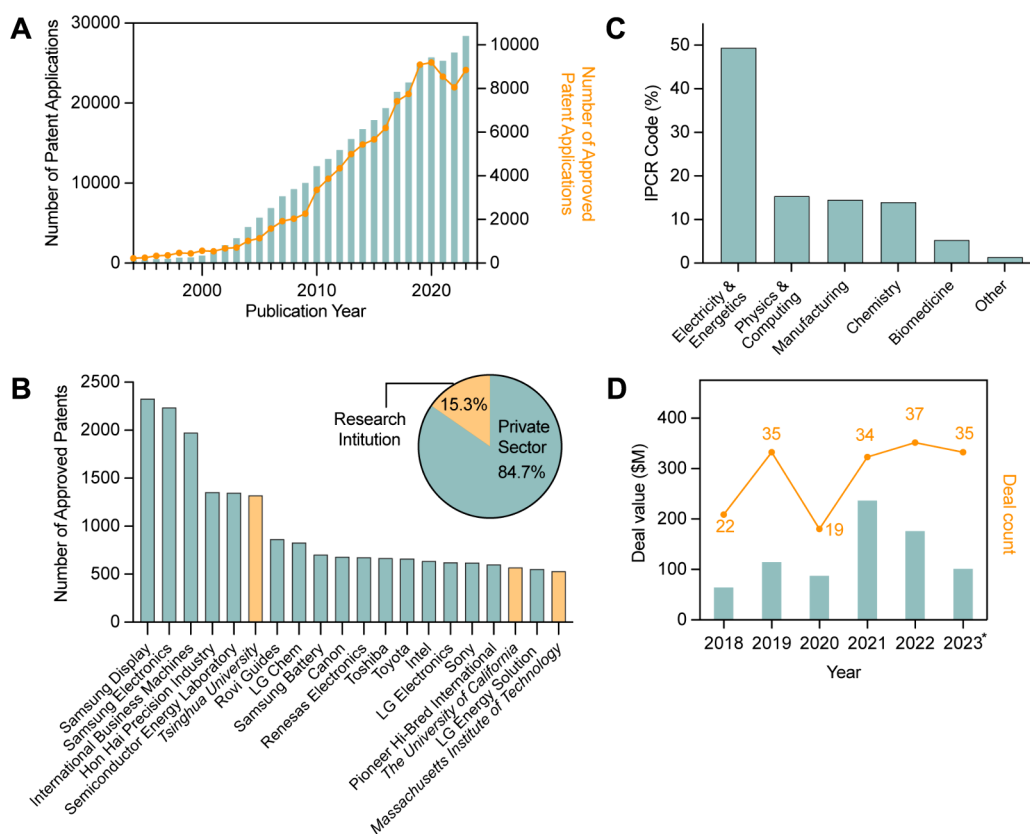 A
Number of Patent Applications
30000
20000
10000
0
10000
8000
6000
4000
2000
0
Number of Approved
Patent Applications
2000
2010
2020
Publication Year
B
Number of Approved Patents
2500
2000
1500
1000
500
0
Research
Intitution
15.3%
Private
Sector
84.7%
Samsung Display
Samsung Electronics
International Business Machines
Hon Hai Precision Industry
Semiconductor Energy Laboratory
Tsinghua University
Rovi Guides
LG Chem
Samsung Battery
Canon
Renesas Electronics
Toshiba
Toyota
Intel
LG Electronics
Sony
Pioneer Hi-Bred International
The University of California
LG Energy Solution
Massachusetts Institute of Technology
C
IPCR Code (%)
50
40
30
20
10
0
Electricity &
Energetics
Physics &
Computing
Manufacturing
Chemistry
Biomedicine
Other
D
Deal value ($M)
400
300
200
100
0
22
35
19
34
37
35
Deal count
2018
2019
2020
2021
2022
2023*
Year